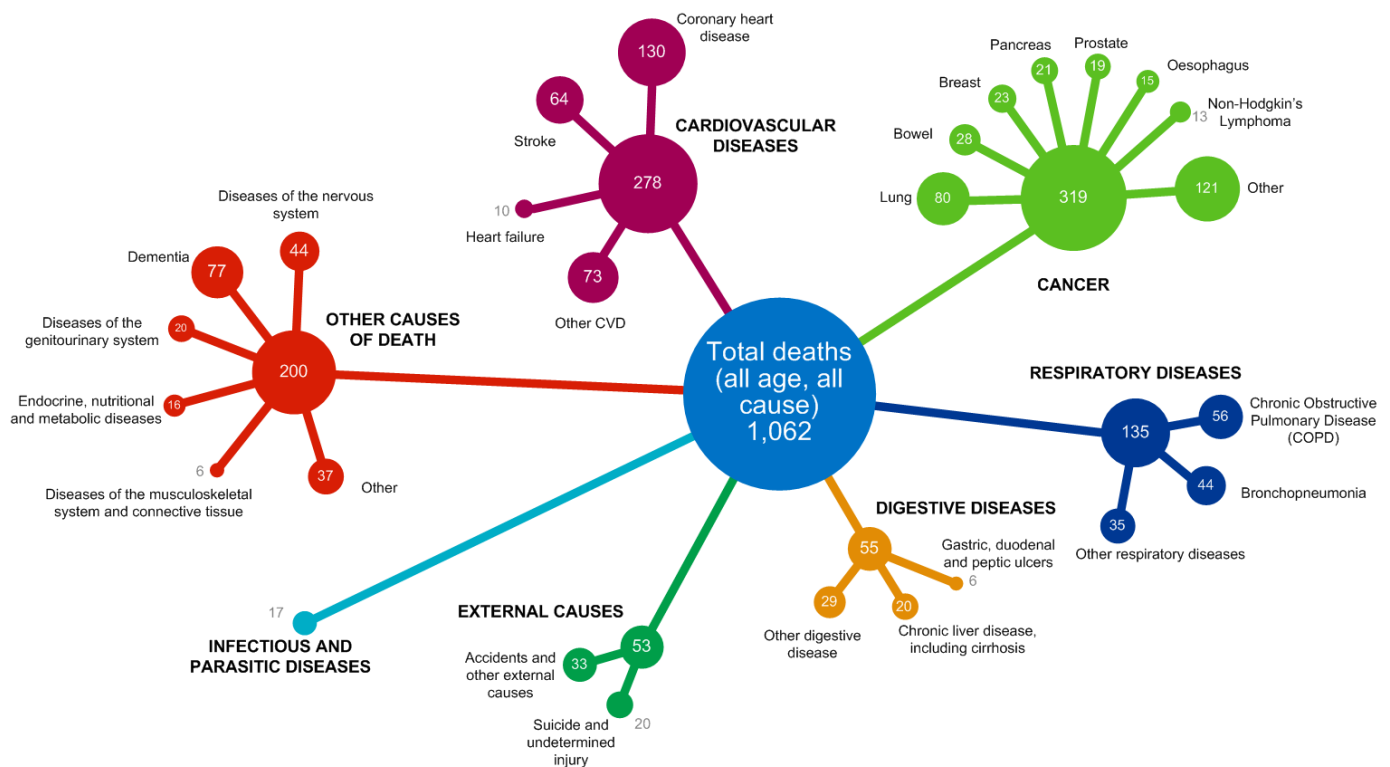 Coronary heart
disease
130
64
Stroke
CARDIOVASCULAR
DISEASES
278
10
Heart failure
73
Other CVD
Pancreas
Prostate
21
19
Oesophagus
15
Breast
23
Non-Hodgkin's
Lymphoma
13
Bowel
28
Lung
80
319
121
Other
CANCER
Diseases of the nervous
system
44
Dementia
77
Diseases of the
genitourinary system
20
OTHER CAUSES
OF DEATH
200
Endocrine, nutritional
and metabolic diseases
16
6
Diseases of the musculoskeletal
system and connective tissue
37
Other
Total deaths
(all age, all
cause)
1,062
RESPIRATORY DISEASES
135
56
Chronic Obstructive
Pulmonary Disease
(COPD)
44
Bronchopneumonia
35
Other respiratory diseases
DIGESTIVE DISEASES
55
Gastric, duodenal
and peptic ulcers
6
29
Other digestive
disease
20
Chronic liver disease,
including cirrhosis
EXTERNAL CAUSES
53
Accidents and
other external
causes
33
20
Suicide and
undetermined
injury
17
INFECTIOUS AND
PARASITIC DISEASES